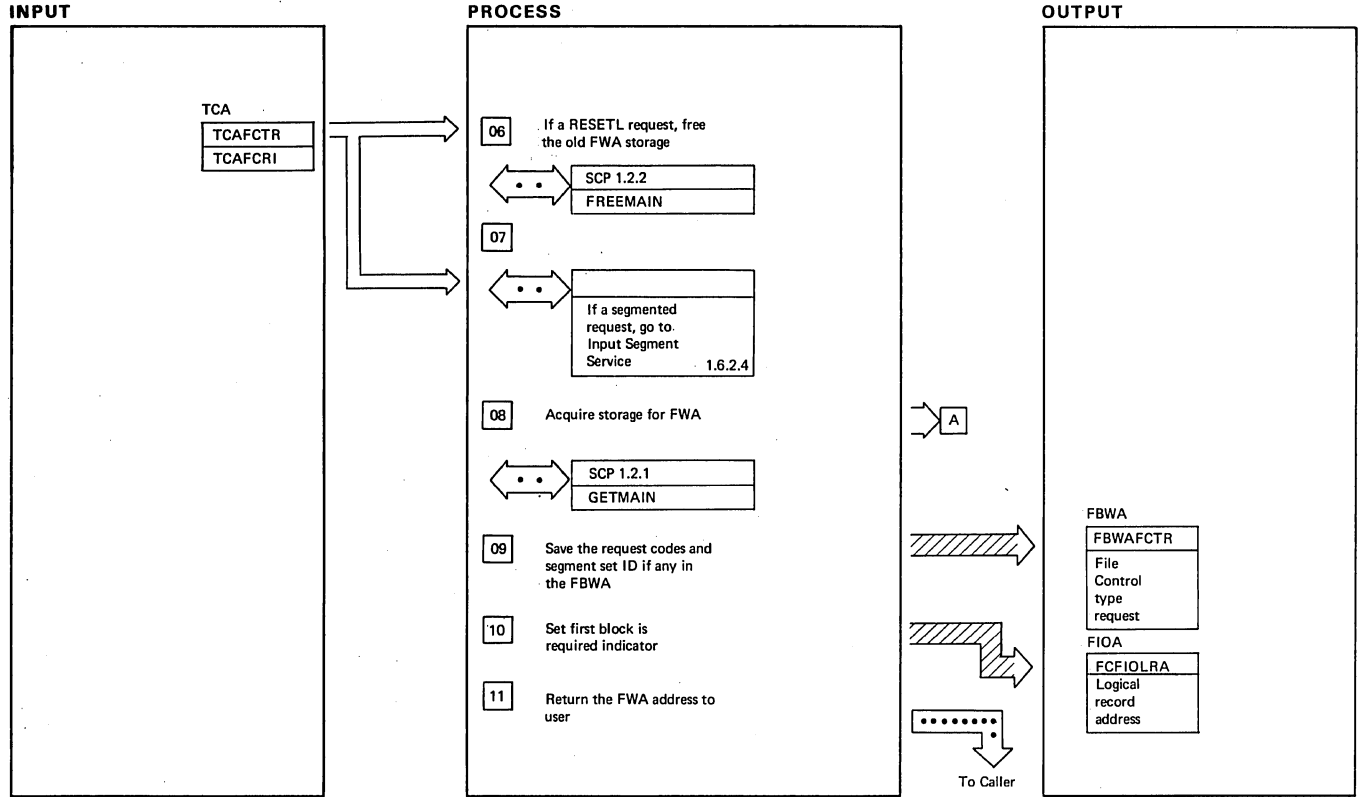 INPUT
PROCESS
OUTPUT
TCA
TCAFCTR
TCAFCRI
06
If a RESETL request, free
the old FWA storage
SCP 1.2.2
FREEMAIN
07
If a segmented
request, go to
Input Segment
Service 1.6.2.4
08
Acquire storage for FWA
A
SCP 1.2.1
GETMAIN
09
Save the request codes and
segment set ID if any in
the FBWA
FBWA
FBWAFCTR
File
Control
type
request
10
Set first block is
required indicator
FIOA
FCFIOLRA
Logical
record
address
11
Return the FWA address to
user
To Caller